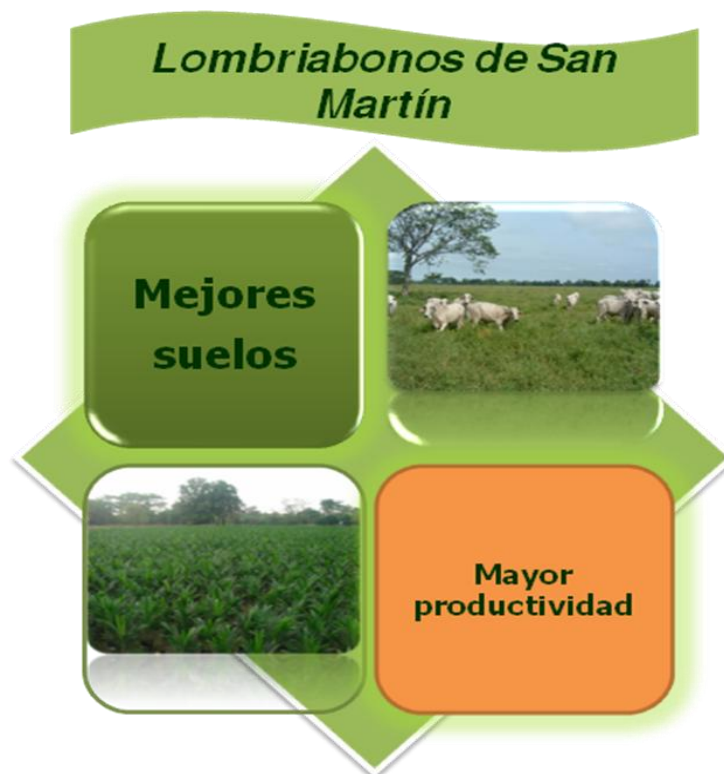 Lombriabonos de San
Martín
Mejores
suelos
Mayor
productividad